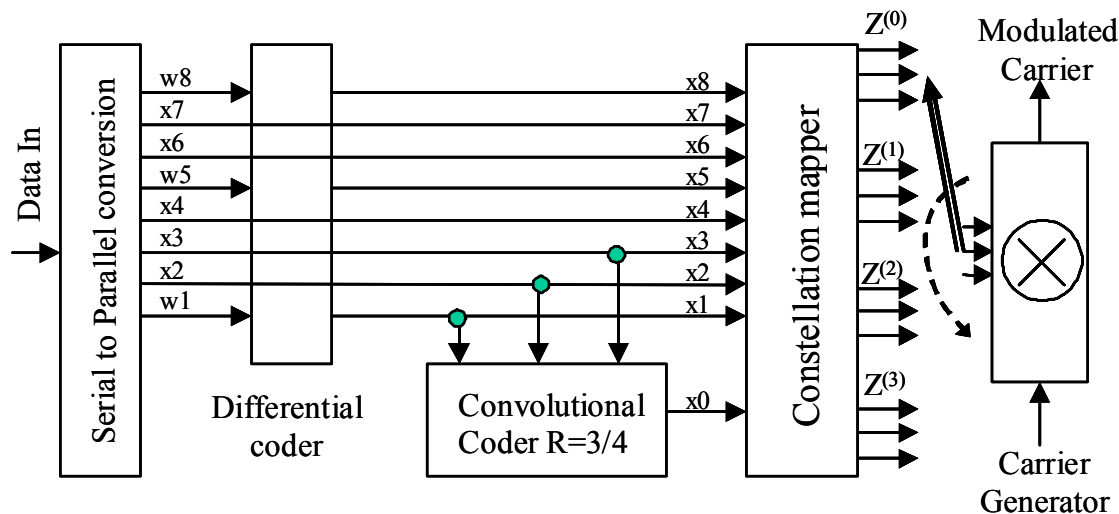 Data In
Serial to Parallel conversion
w8
x7
x6
w5
x4
x3
x2
w1
Differential
coder
x8
x7
x6
x5
x4
x3
x2
x1
Convolutional
Coder R=3/4
x0
Constellation mapper
Z(0)
Z(1)
Z(2)
Z(3)
Modulated
Carrier
Carrier
Generator